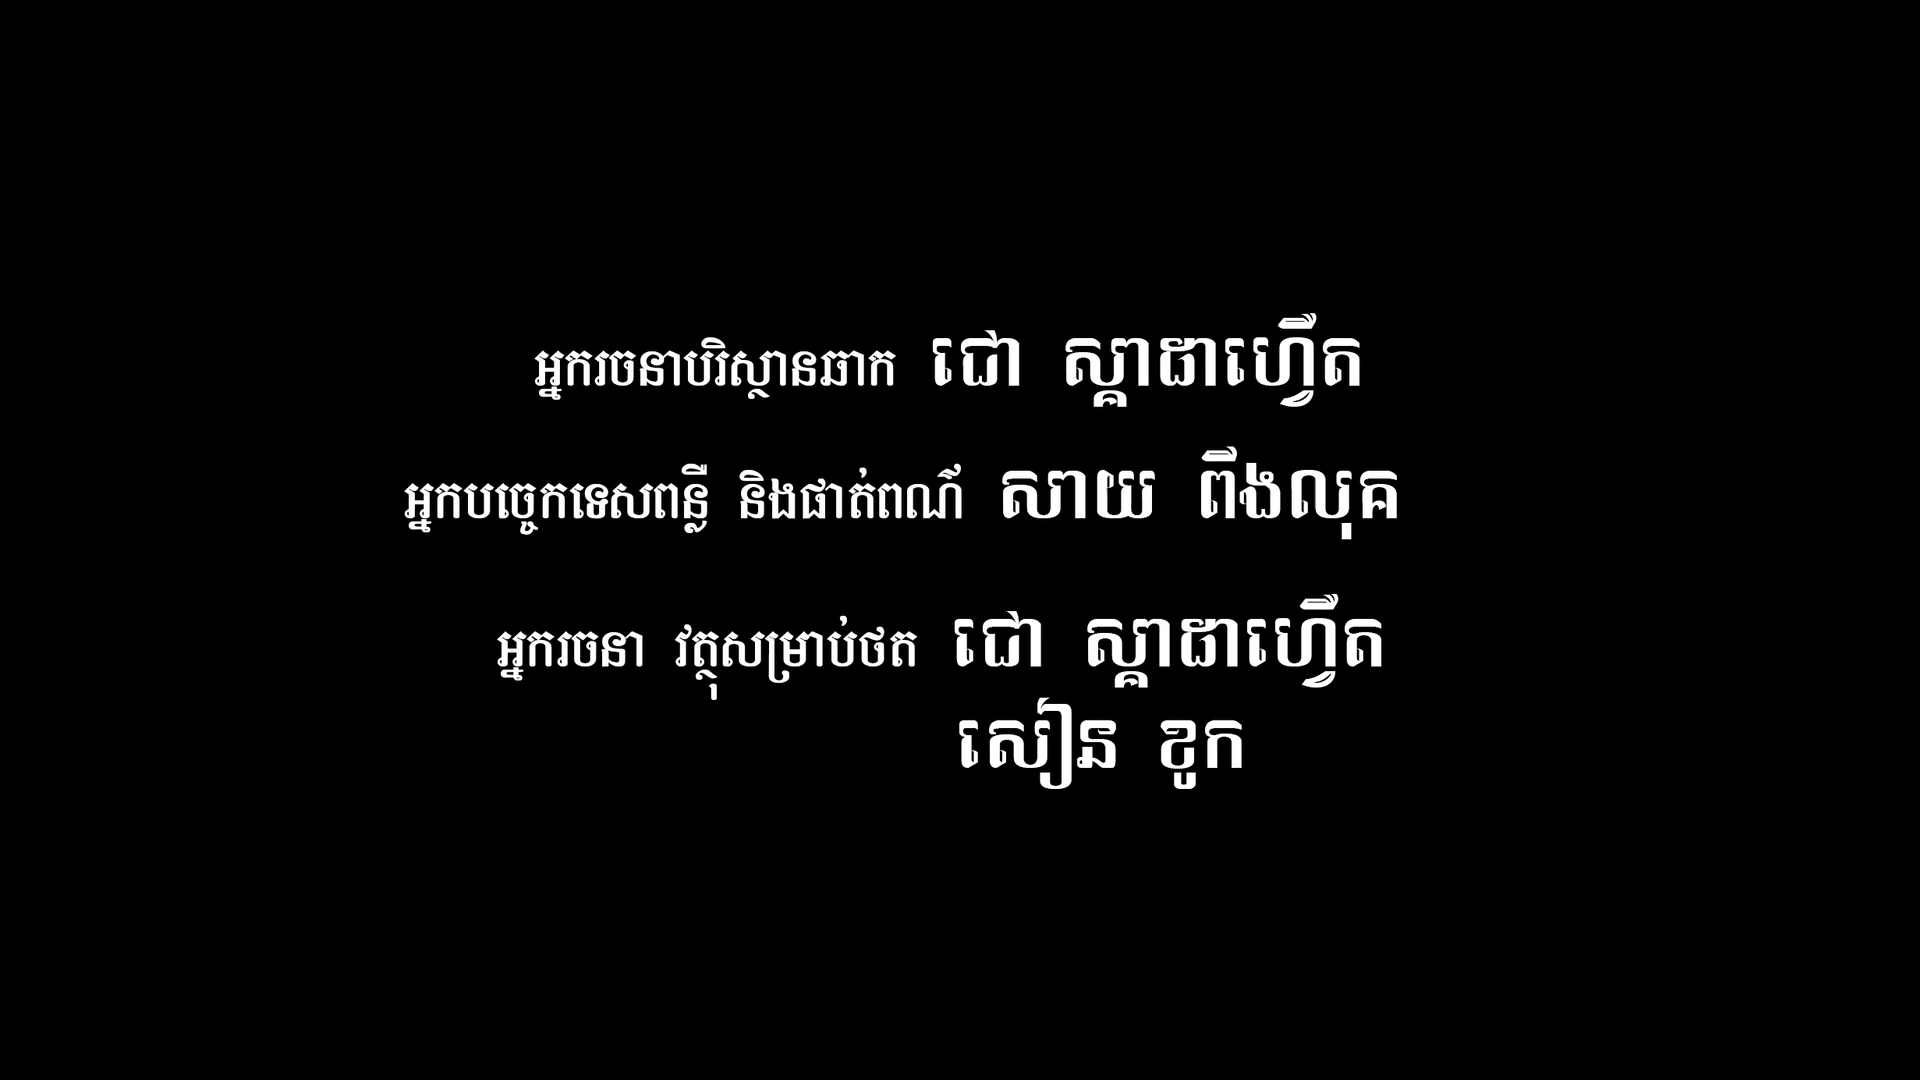 អ្នករចនាបរិស្ថានឆាក ជោ ស្គាដាហ្វើត
អ្នកបច្ចេកទេសពន្លឺ និងផាត់ពណ៌ សាយ ពឹងលុគ
អ្នករចនា វត្ថុសម្រាប់ថត ជោ ស្គាដាហ្វើត
សៀន ខូក